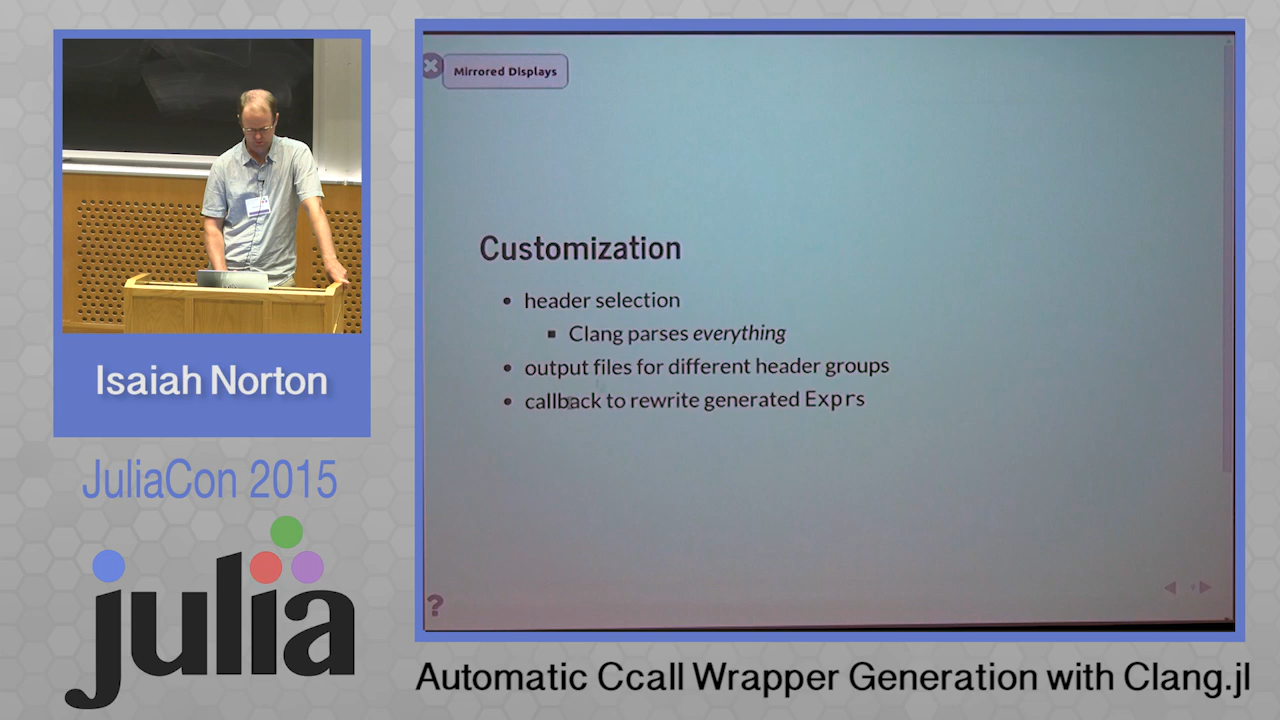 Mirrored Displays
Customization
header selection
Clang parses everything
output files for different header groups
callback to rewrite generated Exprs
?
Isaiah Norton
JuliaCon 2015
julia
Automatic Ccall Wrapper Generation with Clang.jl